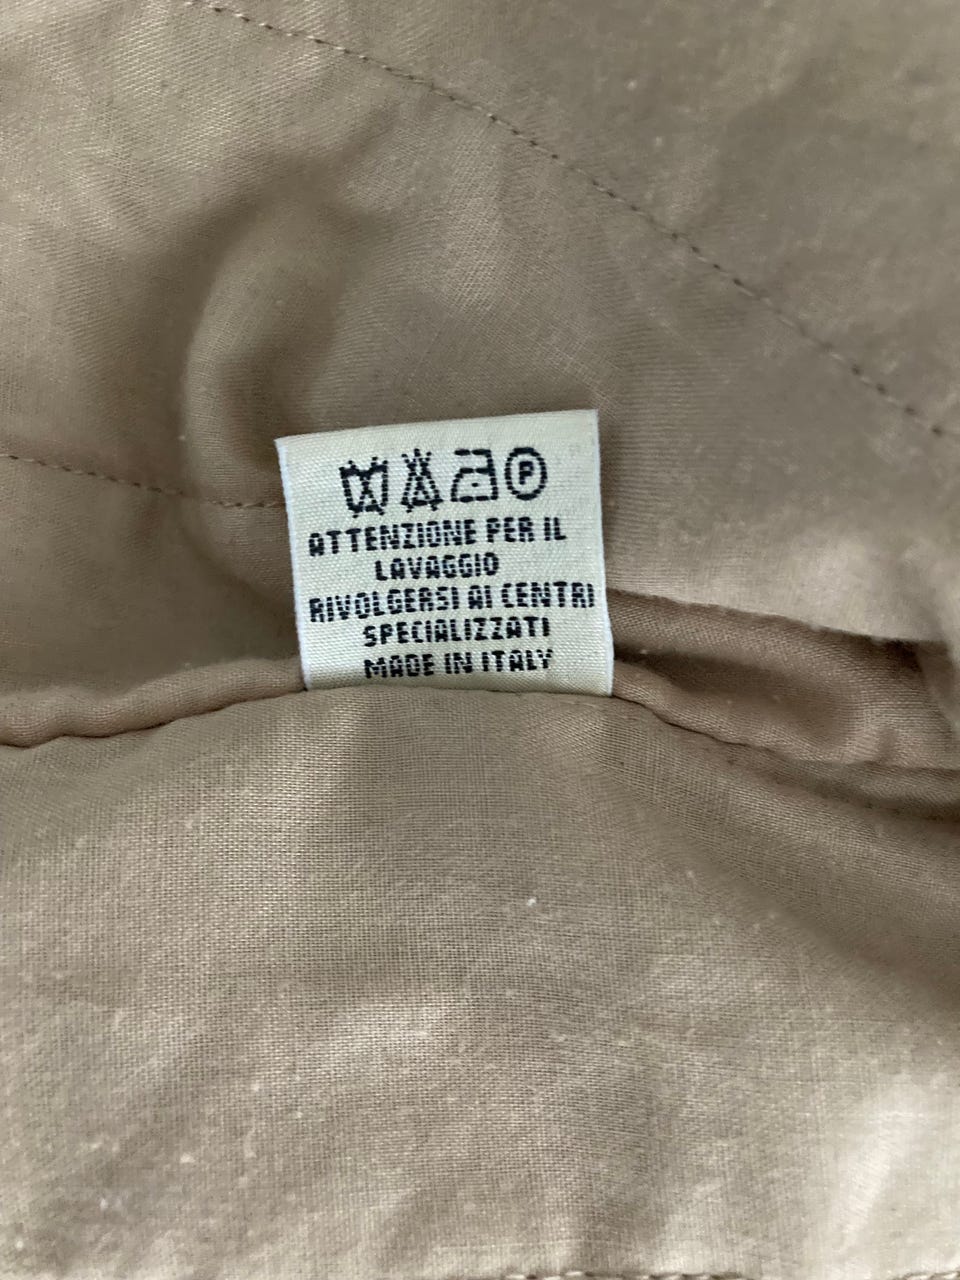 P
ATTENZIONE PER IL
LAVAGGIO
RIVOLGERSI AI CENTRI
SPECIALIZZATI
MADE IN ITALY